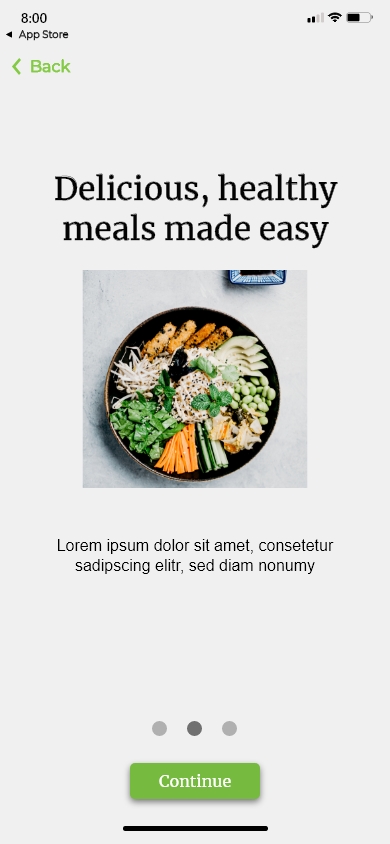 8:00
App Store
Back
Delicious, healthy
meals made easy
Lorem ipsum dolor sit amet, consetetur
sadipscing elitr, sed diam nonumy
Continue